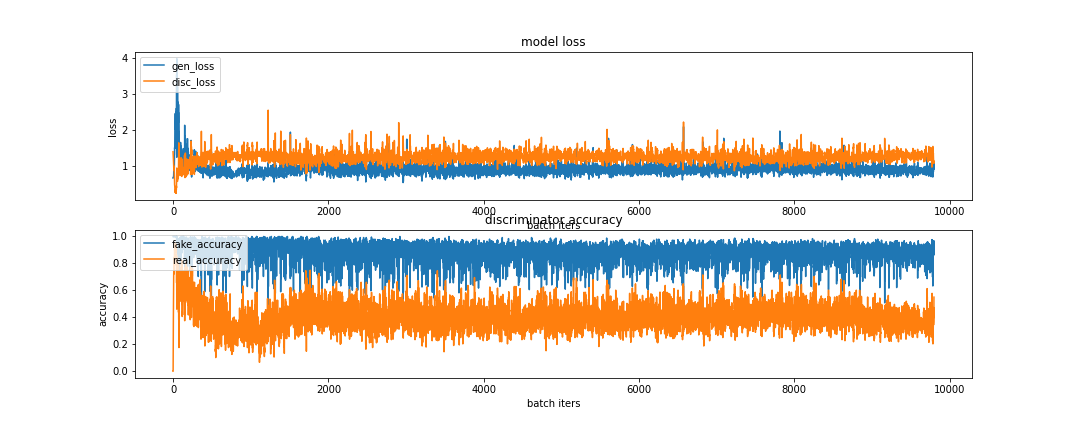 model loss
4
3
2
1
loss
gen_loss
disc_loss
0 2000 4000 6000 8000 10000
batch iters
discriminator accuracy
1.0
0.8
0.6
0.4
0.2
0.0
accuracy
fake_accuracy
real_accuracy
0 2000 4000 6000 8000 10000
batch iters